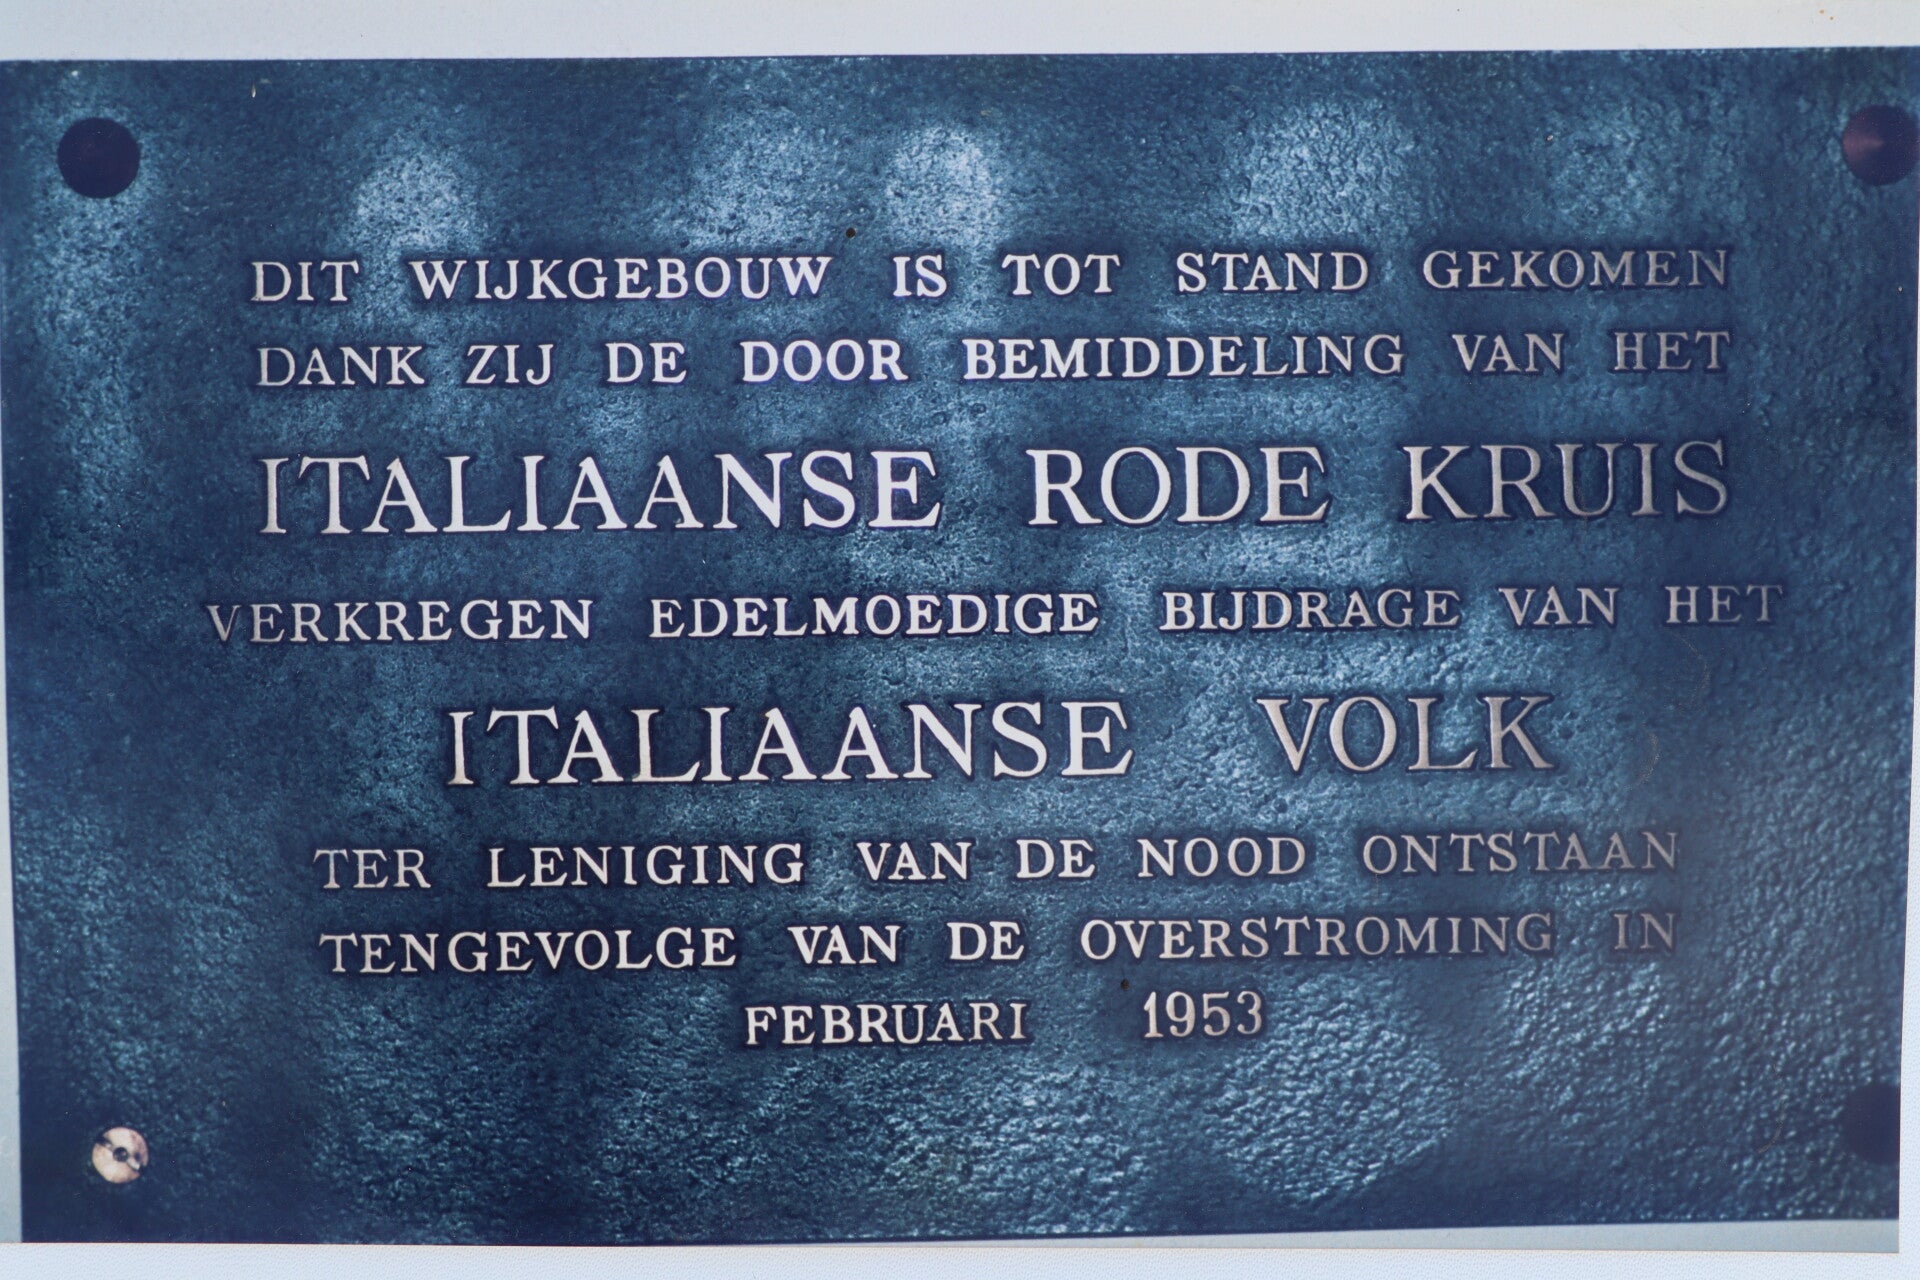 DIT WIJKGEBOUW IS TOT STAND GEKOMEN
DANK ZIJ DE DOOR BEMIDDELING VAN HET
ITALIAANSE RODE KRUIS
VERKREGEN EDELMOEDIGE BIJDRAGE VAN HET
ITALIAANSE VOLK
TER LENIGING VAN DE NOOD ONTSTAAN
TENGEVOLGE VAN DE OVERSTROMING IN
FEBRUARI 1953